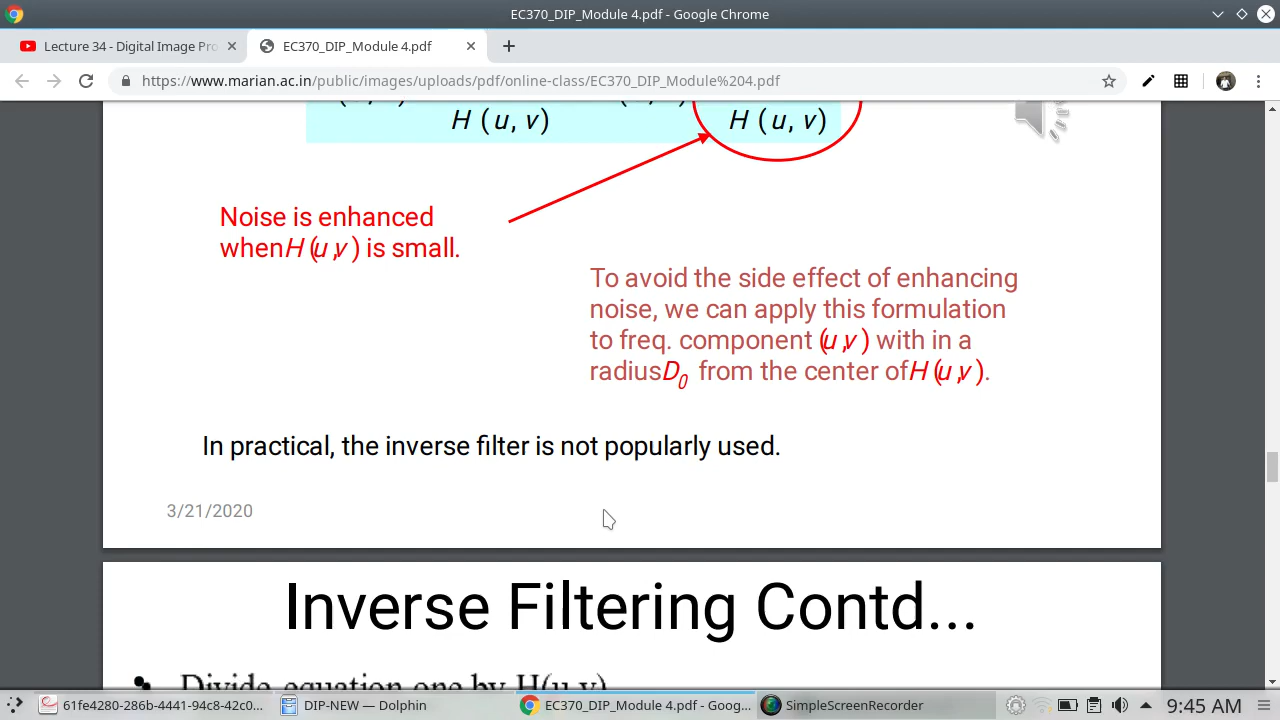 EC370_DIP_Module 4.pdf - Google Chrome
Lecture 34 - Digital Image Pro
EC370_DIP_Module 4.pdf
https://www.marian.ac.in/public/images/uploads/pdf/online-class/EC370_DIP_Module%204.pdf
H (u, v)
H (u, v)
Noise is enhanced
whenH (u,v) is small.
To avoid the side effect of enhancing
noise, we can apply this formulation
to freq. component (u,v) with in a
radiusD0 from the center ofH (u,v).
In practical, the inverse filter is not popularly used.
3/21/2020
Inverse Filtering Contd...
Divide equation one by H(u,v)
61fe4280-286b-4441-94c8-42c0...
DIP-NEW — Dolphin
EC370_DIP_Module 4.pdf - Goog...
SimpleScreenRecorder
9:45 AM